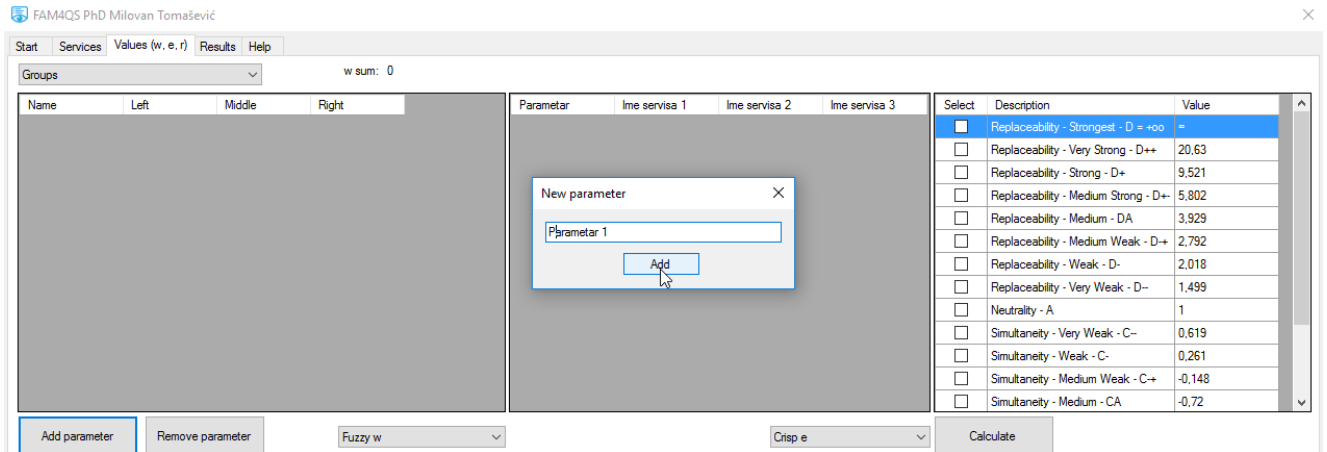 FAM4QS PhD Milovan Tomašević
Start Services Values (w, e, r) Results Help
Groups w sum: 0
Name Left Middle Right Parametar Ime servisa 1 Ime servisa 2 Ime servisa 3 Select Description Value
Replaceability - Strongest - D = +oo =
Replaceability - Very Strong - D++ 20,63
Replaceability - Strong - D+ 9,521
Replaceability - Medium Strong - D+- 5,802
Replaceability - Medium - DA 3,929
Replaceability - Medium Weak - D-+ 2,792
Replaceability - Weak - D- 2,018
Replaceability - Very Weak - D-- 1,499
Neutrality - A 1
Simultaneity - Very Weak - C-- 0,619
Simultaneity - Weak - C- 0,261
Simultaneity - Medium Weak - C-+ -0,148
Simultaneity - Medium - CA -0,72
New parameter
Parametar 1
Add
Add parameter Remove parameter Fuzzy w Crisp e Calculate